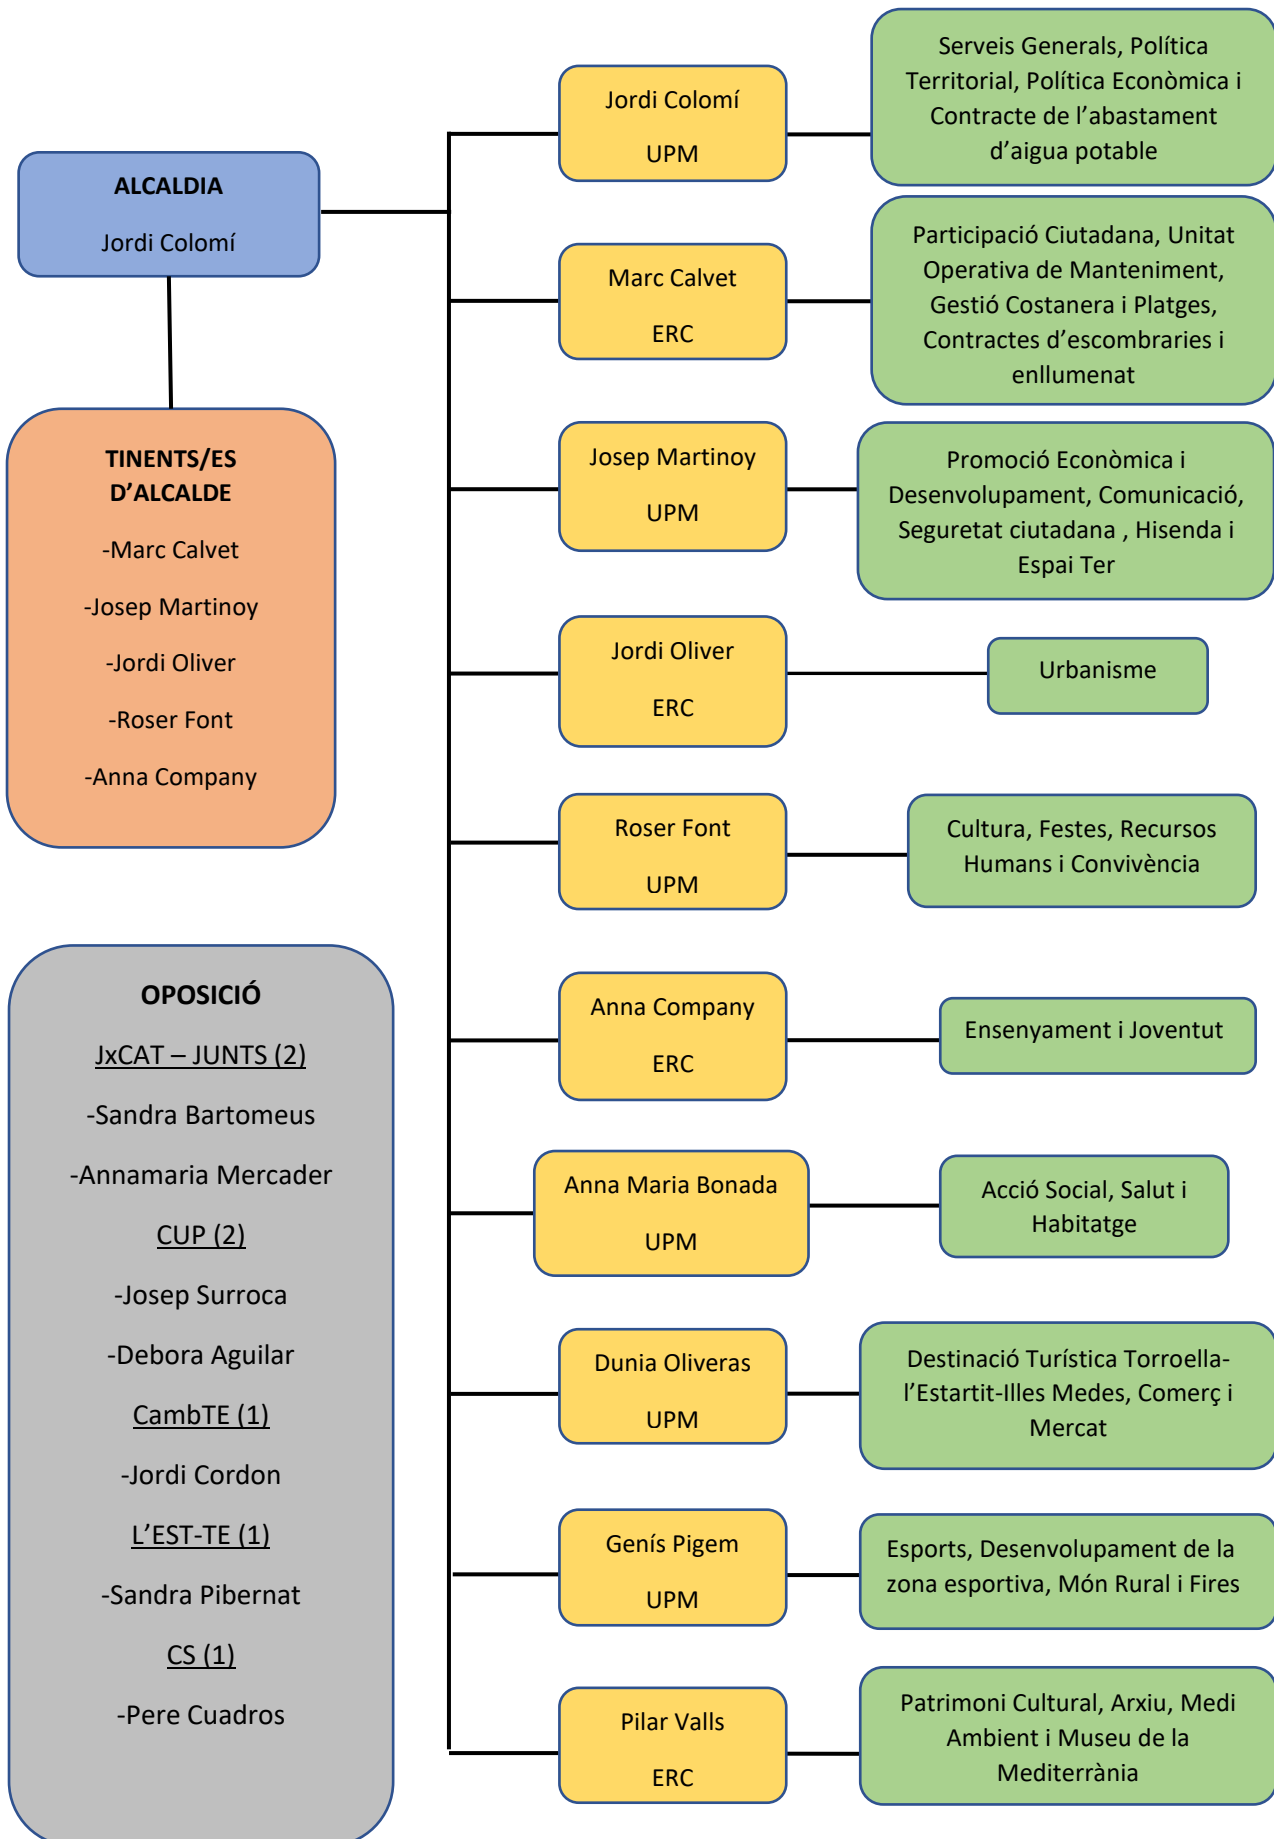 ALCALDIA
Jordi Colomí
TINENTS/ES
D’ALCALDE
-Marc Calvet
-Josep Martinoy
-Jordi Oliver
-Roser Font
-Anna Company
OPOSICIÓ
JxCAT – JUNTS (2)
-Sandra Bartomeus
-Annamaria Mercader
CUP (2)
-Josep Surroca
-Debora Aguilar
CambTE (1)
-Jordi Cordon
L’EST-TE (1)
-Sandra Pibernat
CS (1)
-Pere Cuadros
Jordi Colomí
UPM
Serveis Generals, Política
Territorial, Política Econòmica i
Contracte de l’abastament
d’aigua potable
Marc Calvet
ERC
Participació Ciutadana, Unitat
Operativa de Manteniment,
Gestió Costanera i Platges,
Contractes d’escombraries i
enllumenat
Josep Martinoy
UPM
Promoció Econòmica i
Desenvolupament, Comunicació,
Seguretat ciutadana , Hisenda i
Espai Ter
Jordi Oliver
ERC
Urbanisme
Roser Font
UPM
Cultura, Festes, Recursos
Humans i Convivència
Anna Company
ERC
Ensenyament i Joventut
Anna Maria Bonada
UPM
Acció Social, Salut i
Habitatge
Dunia Oliveras
UPM
Destinació Turística Torroella-
l’Estartit-Illes Medes, Comerç i
Mercat
Genís Pigem
UPM
Esports, Desenvolupament de la
zona esportiva, Món Rural i Fires
Pilar Valls
ERC
Patrimoni Cultural, Arxiu, Medi
Ambient i Museu de la
Mediterrània